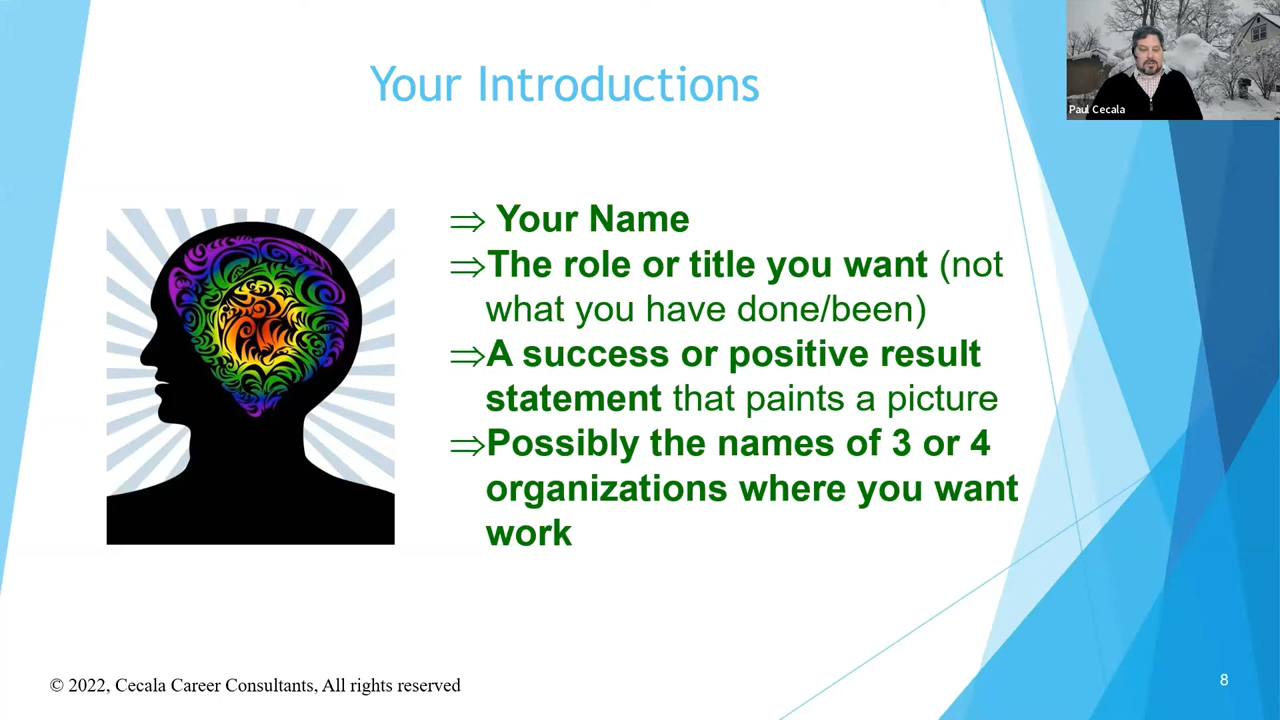 Your Introductions
Paul Cecala
⇒ Your Name
⇒The role or title you want (not
what you have done/been)
⇒A success or positive result
statement that paints a picture
⇒Possibly the names of 3 or 4
organizations where you want
work
© 2022, Cecala Career Consultants, All rights reserved
8